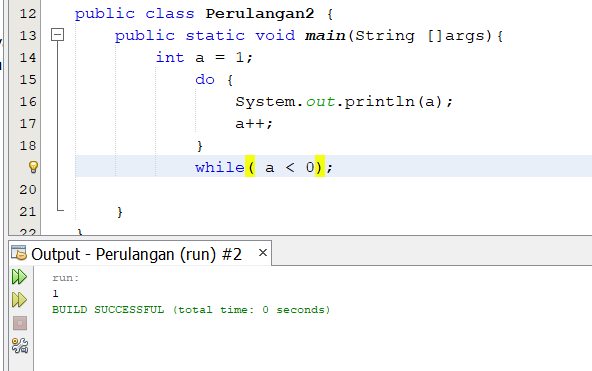 12 public class Perulangan2 {
13 public static void main(String []args){
14 int a = 1;
15 do {
16 System.out.println(a);
17 a++;
18 }
while( a < 0);
20
21 }
22 }
Output - Perulangan (run) #2 ×
run:
1
BUILD SUCCESSFUL (total time: 0 seconds)